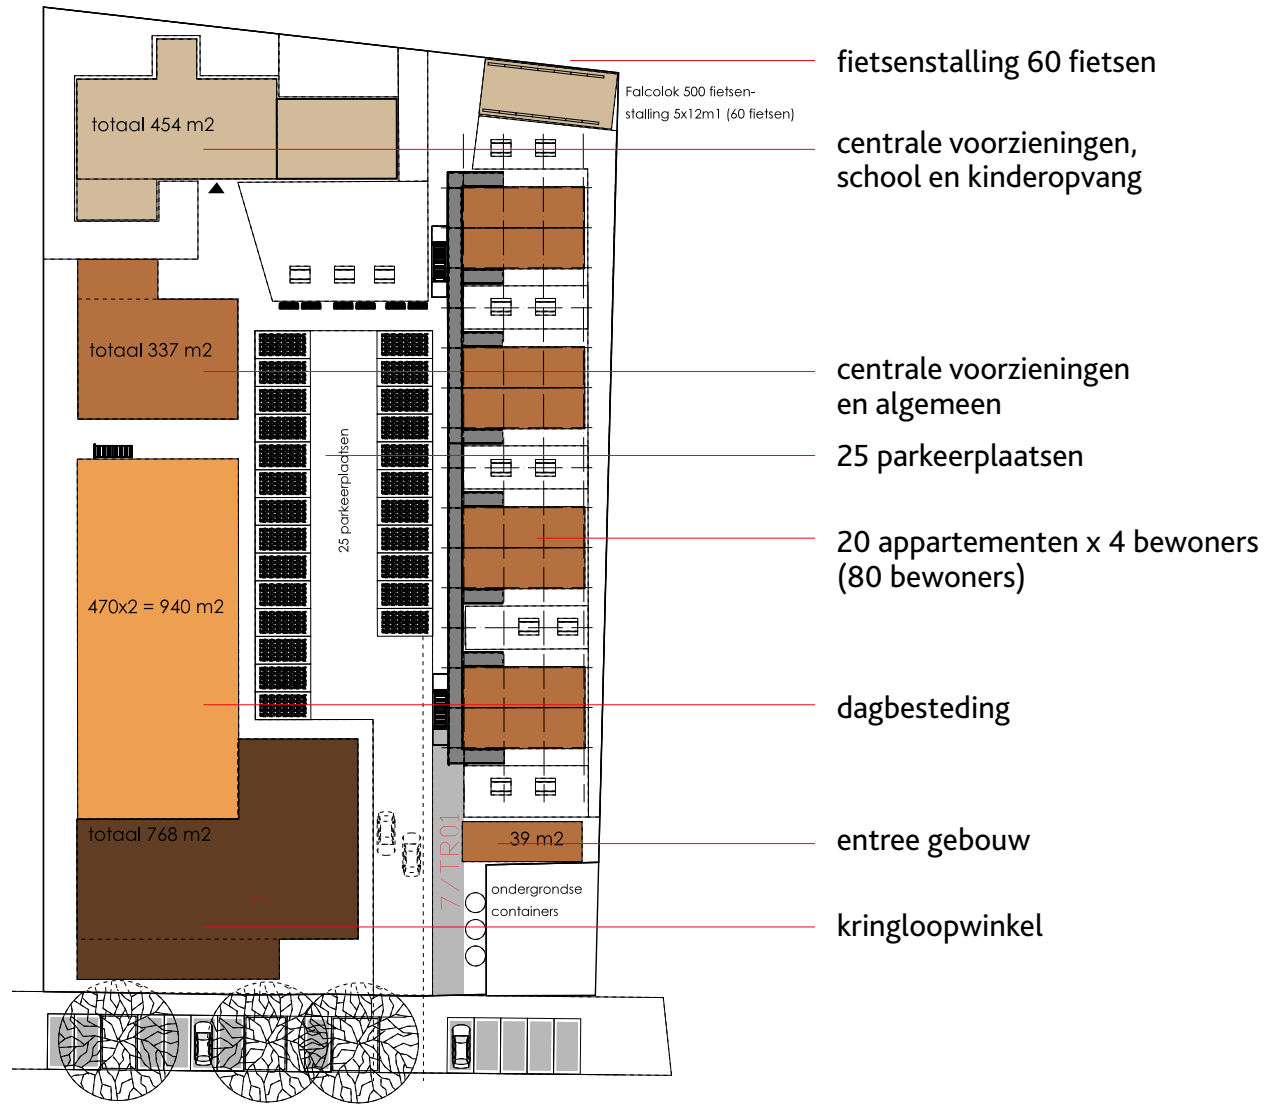 fietsenstalling 60 fietsen
Falcolok 500 fietsen-
stalling 5x12m1 (60 fietsen)
totaal 454 m2
centrale voorzieningen,
school en kinderopvang
totaal 337 m2
centrale voorzieningen
en algemeen
25 parkeerplaatsen
25 parkeerplaatsen
20 appartementen x 4 bewoners
(80 bewoners)
470x2 = 940 m2
dagbesteding
totaal 768 m2
7/TR01
39 m2
entree gebouw
7
ondergrondse
containers
kringloopwinkel